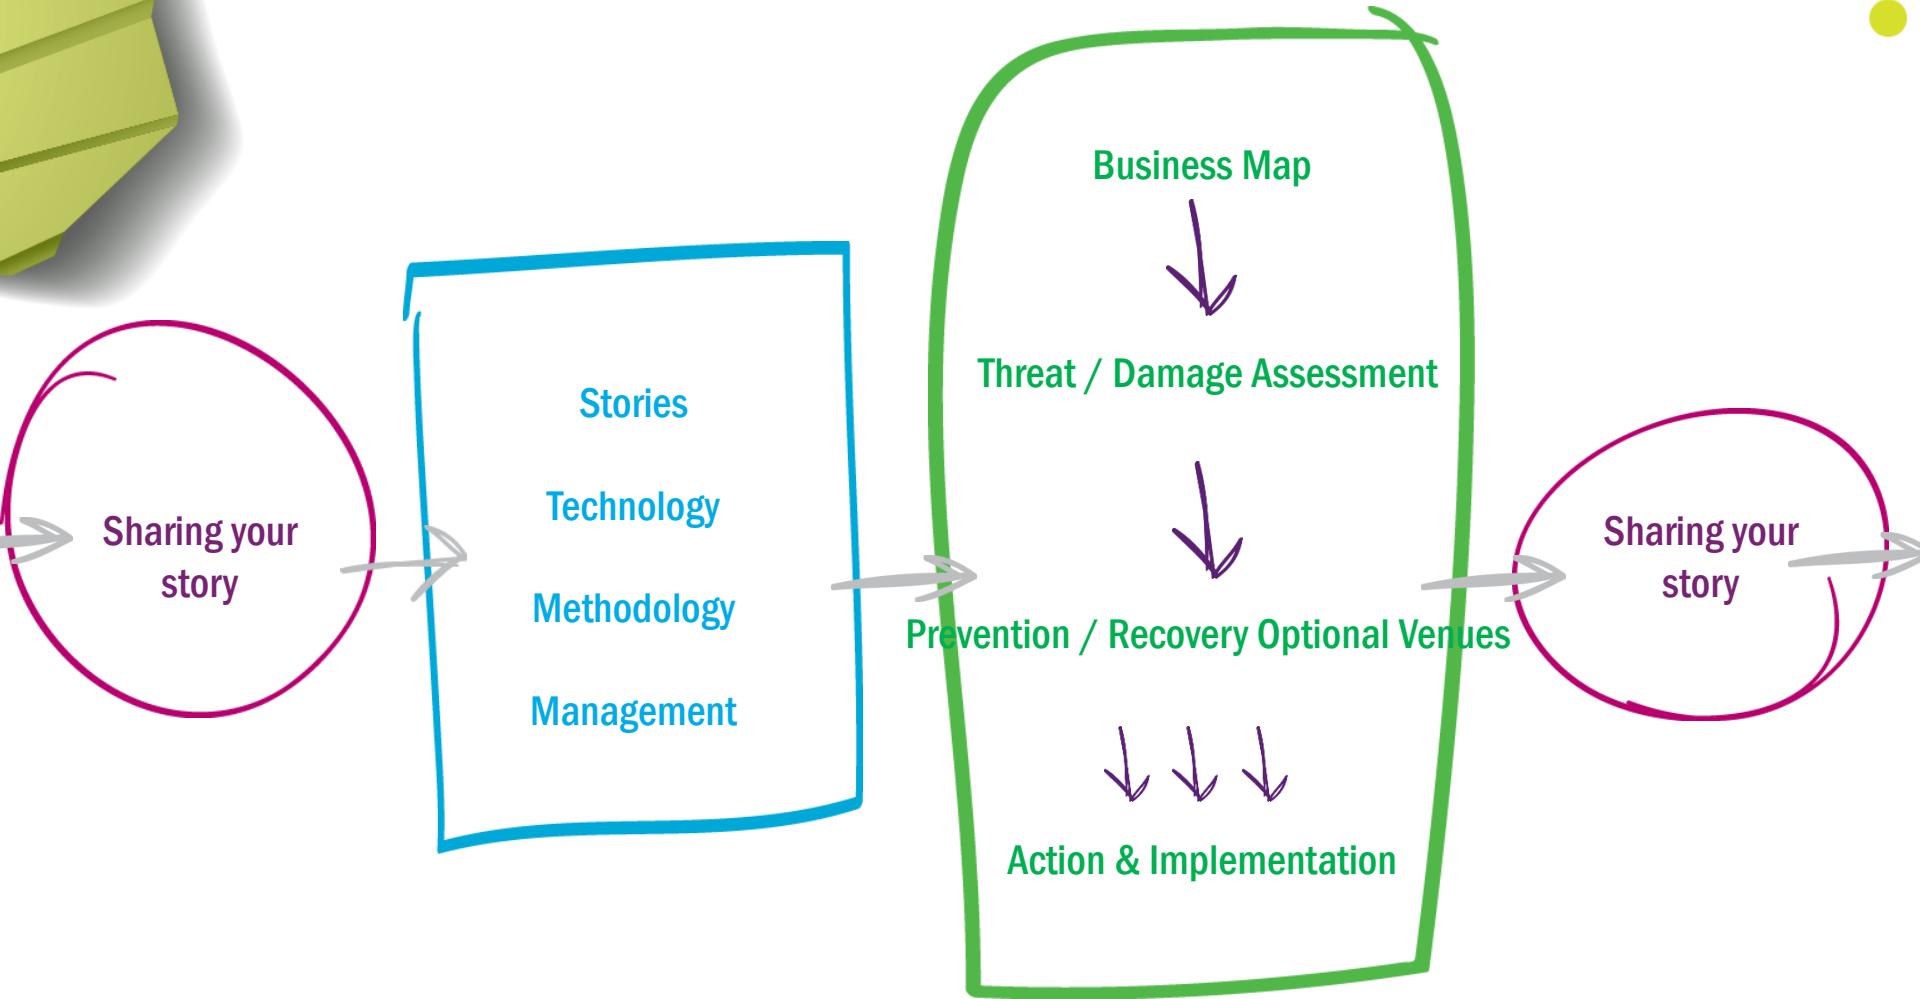 Sharing your
story
Stories
Technology
Methodology
Management
Business Map
Threat / Damage Assessment
Prevention / Recovery Optional Venues
Action & Implementation
Sharing your
story